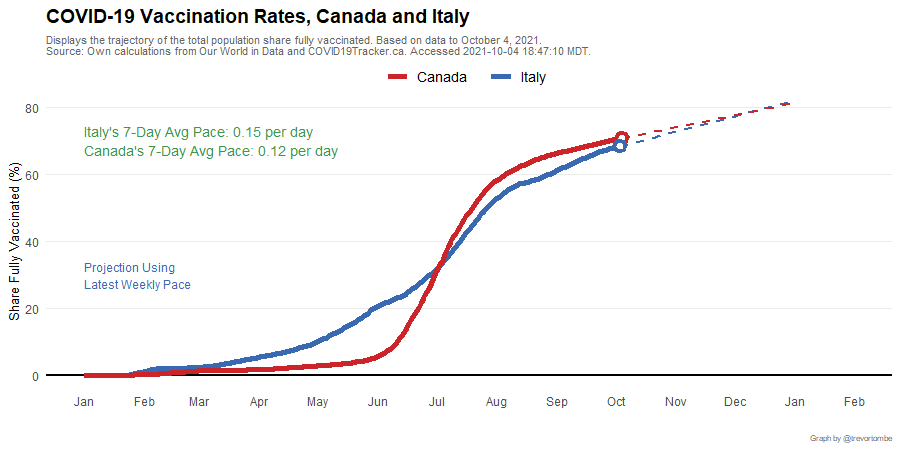 COVID-19 Vaccination Rates, Canada and Italy
Displays the trajectory of the total population share fully vaccinated. Based on data to October 4, 2021.
Source: Own calculations from Our World in Data and COVID19Tracker.ca. Accessed 2021-10-04 18:47:10 MDT.
Canada Italy
80
Italy's 7-Day Avg Pace: 0.15 per day
Canada's 7-Day Avg Pace: 0.12 per day
60
Share Fully Vaccinated (%)
40
Projection Using
Latest Weekly Pace
20
0
Jan Feb Mar Apr May Jun Jul Aug Sep Oct Nov Dec Jan Feb
Graph by @trevortombe